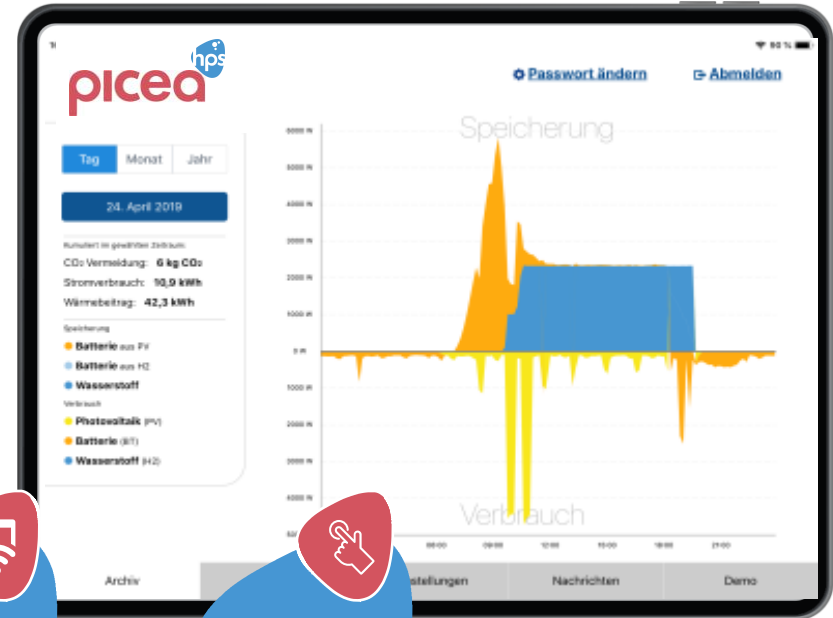 90 %
hps
picea
Passwort ändern
Abmelden
Tag
Monat
Jahr
24. April 2019
Kumuliert im gewählten Zeitraum:
CO₂ Vermeidung: 6 kg CO₂
Stromverbrauch: 10,9 kWh
Wärmebeitrag: 42,3 kWh
Speicherung
Batterie aus PV
Batterie aus H2
Wasserstoff
Verbrauch
Photovoltaik (PV)
Batterie (BT)
Wasserstoff (H2)
Speicherung
6000 W
5000 W
4000 W
3000 W
2000 W
1000 W
0 W
1000 W
2000 W
3000 W
4000 W
Verbrauch
06:00
09:00
12:00
15:00
18:00
21:00
Archiv
stellungen
Nachrichten
Demo